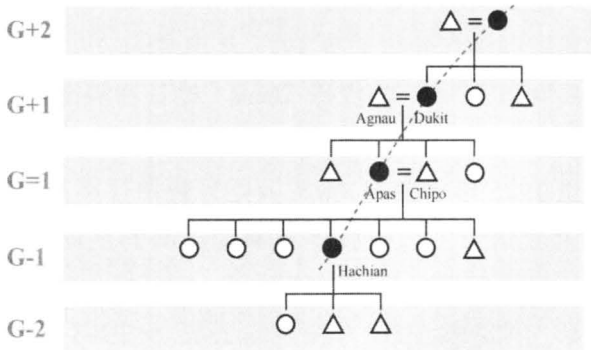 G+2
G+1
Agnau Dukit
G=1
Apas Chipo
G-1
Hachian
G-2